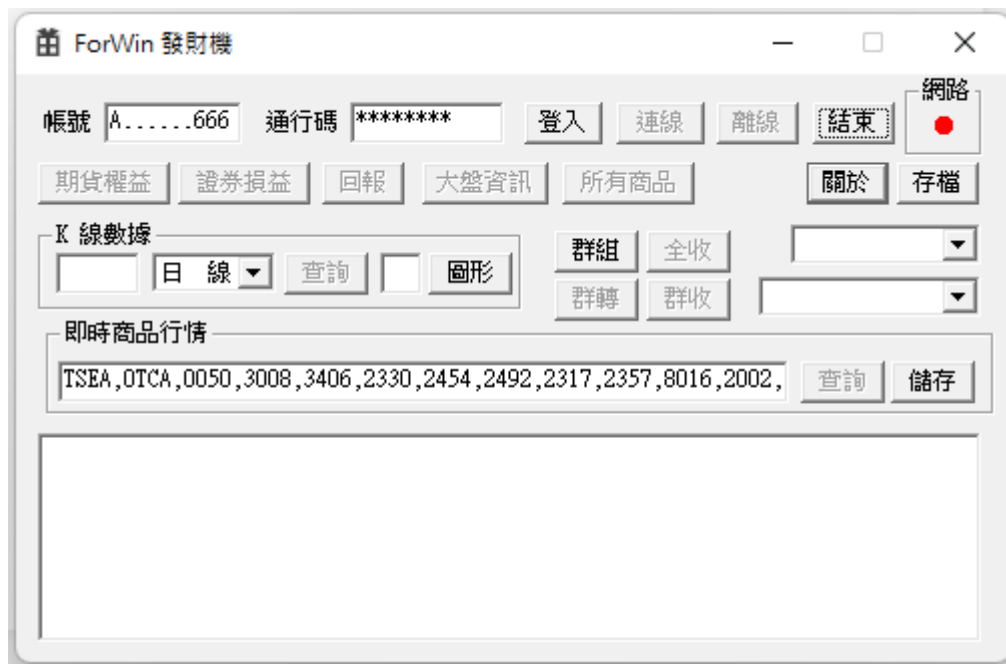 ForWin 發財機
網路
帳號 A......666 通行碼 ******** 登入 連線 離線 結束
期貨權益 證券損益 回報 大盤資訊 所有商品 關於 存檔
K 線數據
日 線 查詢 圖形 群組 全收
群轉 群收
即時商品行情
TSEA,OTCA,0050,3008,3406,2330,2454,2492,2317,2357,8016,2002, 查詢 儲存